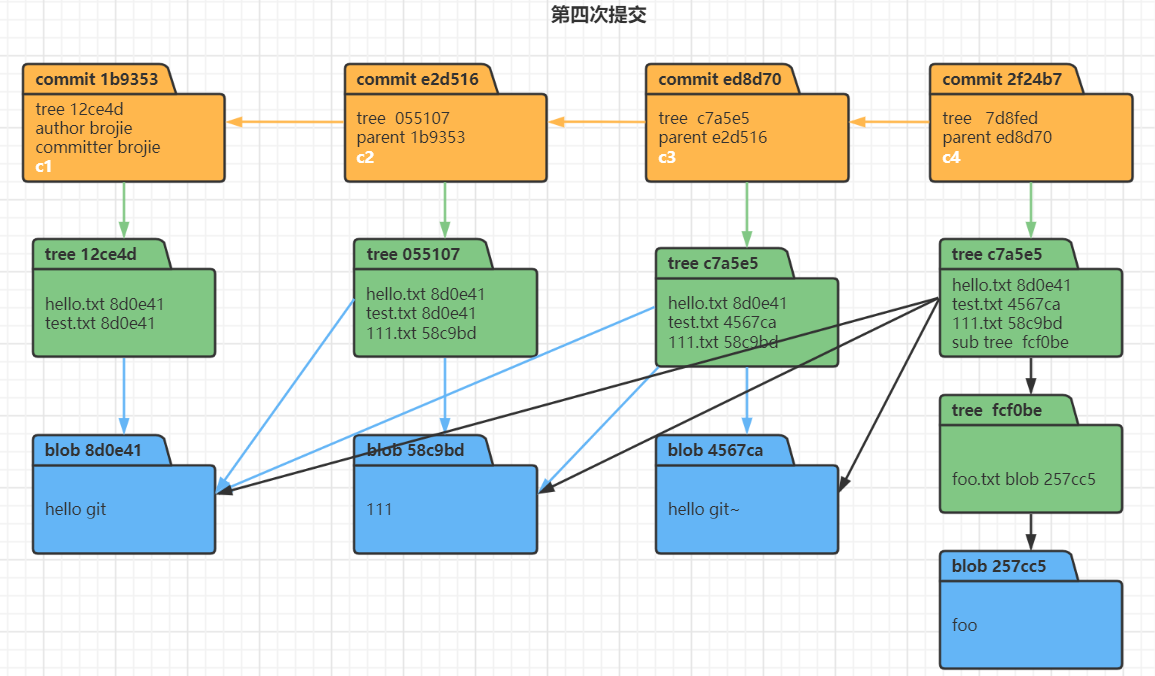 第四次提交
commit 1b9353
tree 12ce4d
author brojie
committer brojie
c1
commit e2d516
tree 055107
parent 1b9353
c2
commit ed8d70
tree c7a5e5
parent e2d516
c3
commit 2f24b7
tree 7d8fed
parent ed8d70
c4
tree 12ce4d
hello.txt 8d0e41
test.txt 8d0e41
tree 055107
hello.txt 8d0e41
test.txt 8d0e41
111.txt 58c9bd
tree c7a5e5
hello.txt 8d0e41
test.txt 4567ca
111.txt 58c9bd
tree c7a5e5
hello.txt 8d0e41
test.txt 4567ca
111.txt 58c9bd
sub tree fcf0be
tree fcf0be
foo.txt blob 257cc5
blob 8d0e41
hello git
blob 58c9bd
111
blob 4567ca
hello git~
blob 257cc5
foo